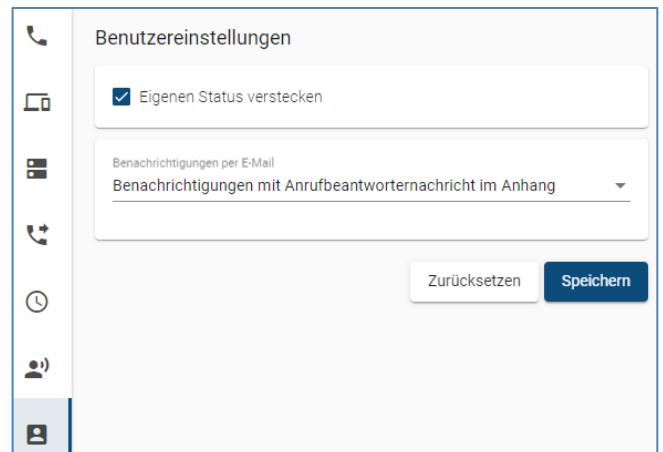 Benutzereinstellungen
Eigenen Status verstecken
Benachrichtigungen per E-Mail
Benachrichtigungen mit Anrufbeantworternachricht im Anhang
Zurücksetzen Speichern